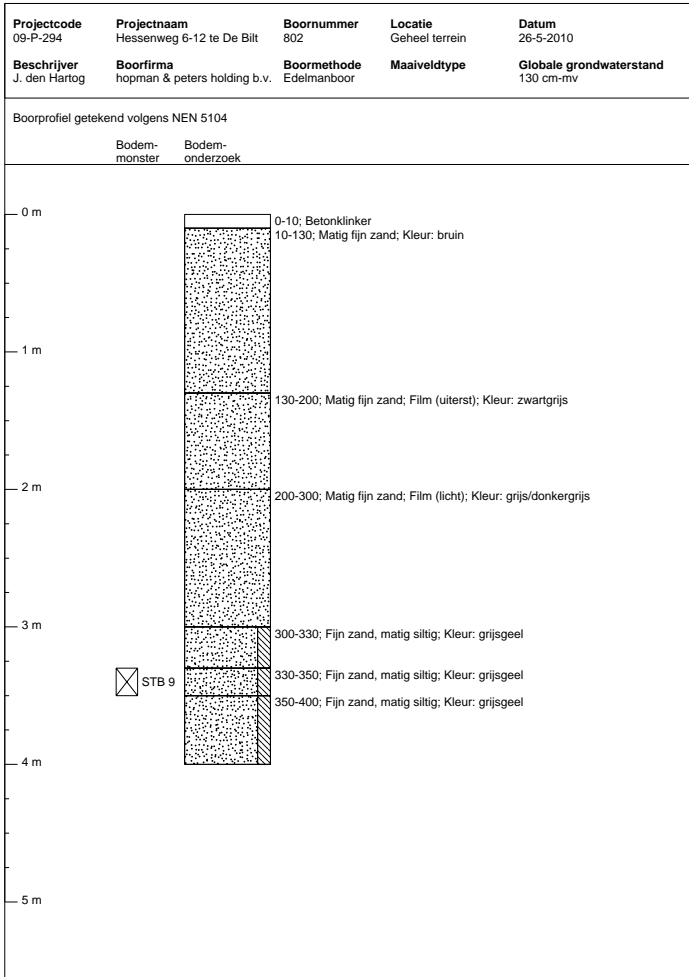 Projectcode Projectnaam Boornummer Locatie Datum
09-P-294 Hessenweg 6-12 te De Bilt 802 Geheel terrein 26-5-2010
Beschrijver Boorfirma Boormethode Maaiveldtype Globale grondwaterstand
J. den Hartog hopman & peters holding b.v. Edelmanboor 130 cm-mv
Boorprofiel getekend volgens NEN 5104
Bodem- Bodem-
monster onderzoek
0 m
0-10; Betonklinker
10-130; Matig fijn zand; Kleur: bruin
1 m
130-200; Matig fijn zand; Film (uiterst); Kleur: zwartgrijs
2 m
200-300; Matig fijn zand; Film (licht); Kleur: grijs/donkergrijs
3 m
300-330; Fijn zand, matig siltig; Kleur: grijsgeel
STB 9 330-350; Fijn zand, matig siltig; Kleur: grijsgeel
350-400; Fijn zand, matig siltig; Kleur: grijsgeel
4 m
5 m